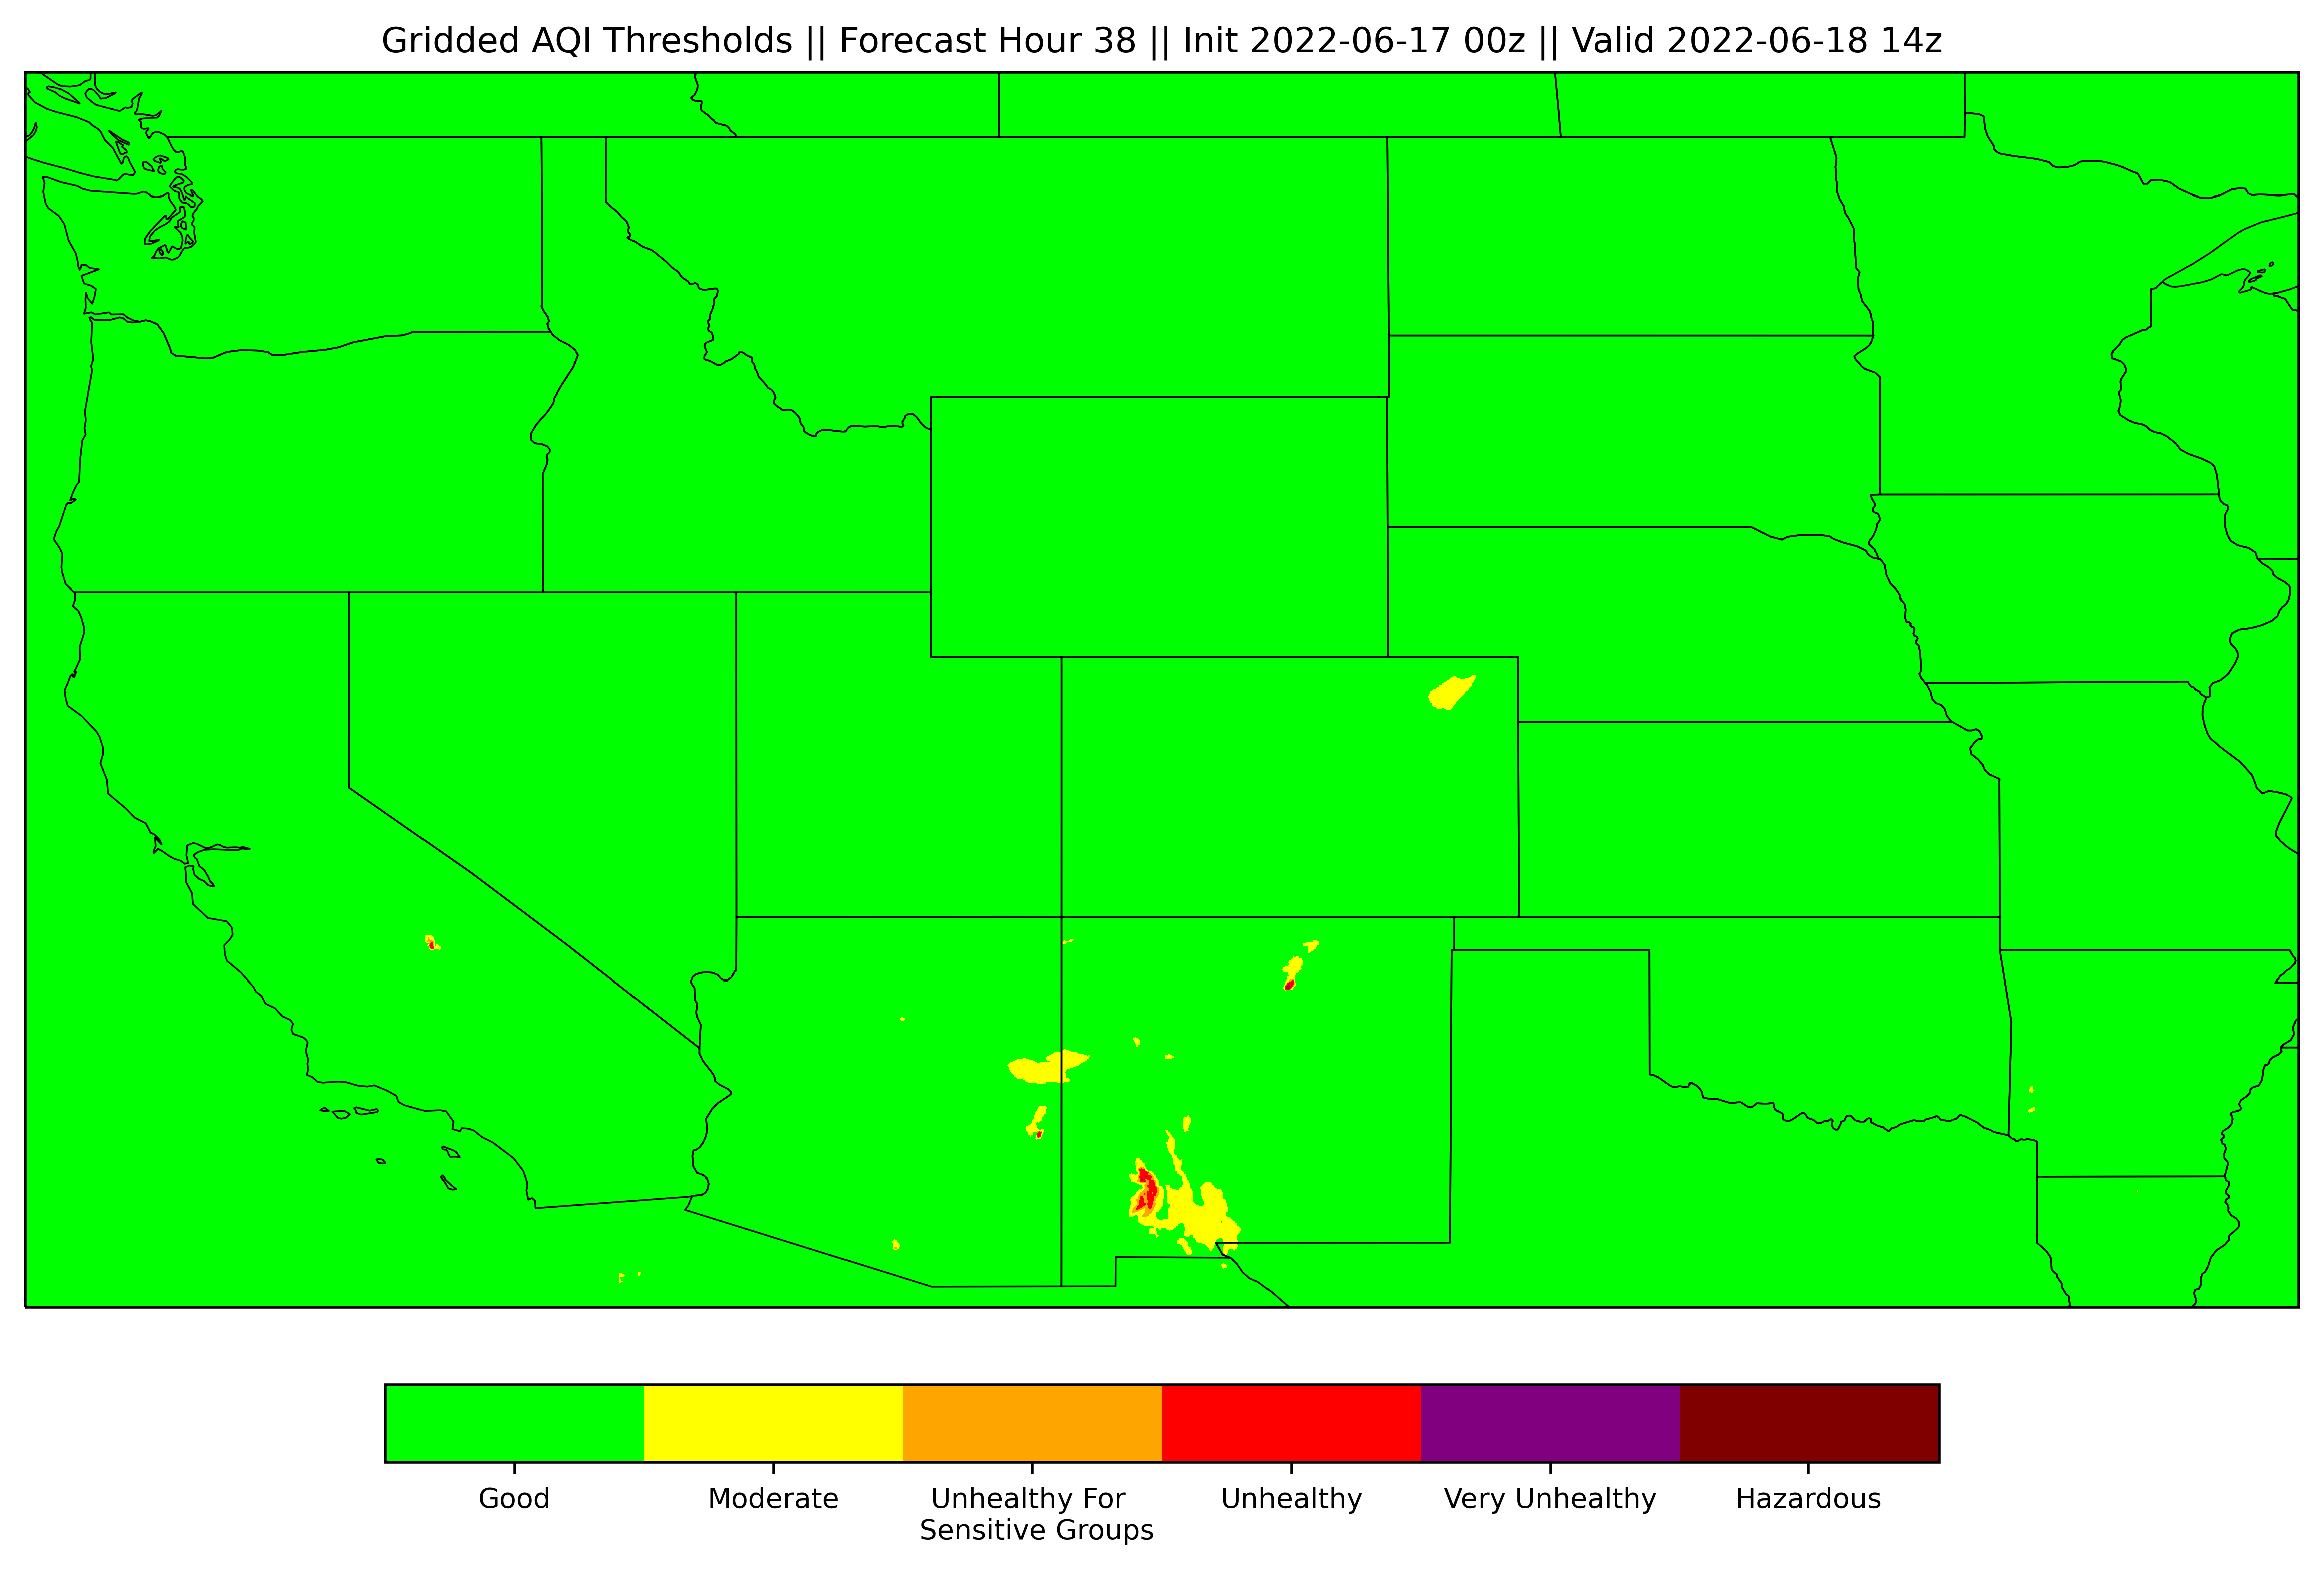 Gridded AQI Thresholds || Forecast Hour 38 || Init 2022-06-17 00z || Valid 2022-06-18 14z
Good
Moderate
Unhealthy For
Sensitive Groups
Unhealthy
Very Unhealthy
Hazardous